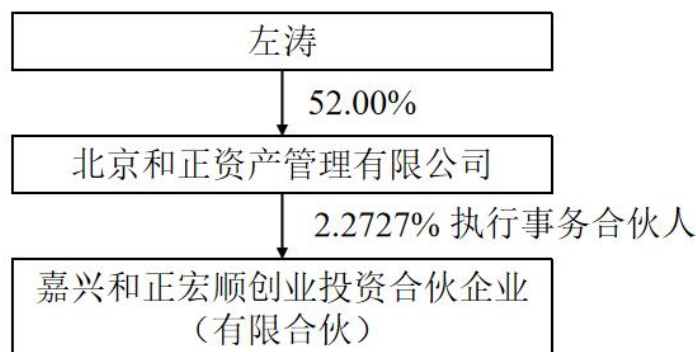 左涛
52.00%
北京和正资产管理有限公司
2.2727% 执行事务合伙人
嘉兴和正宏顺创业投资合伙企业
（有限合伙）